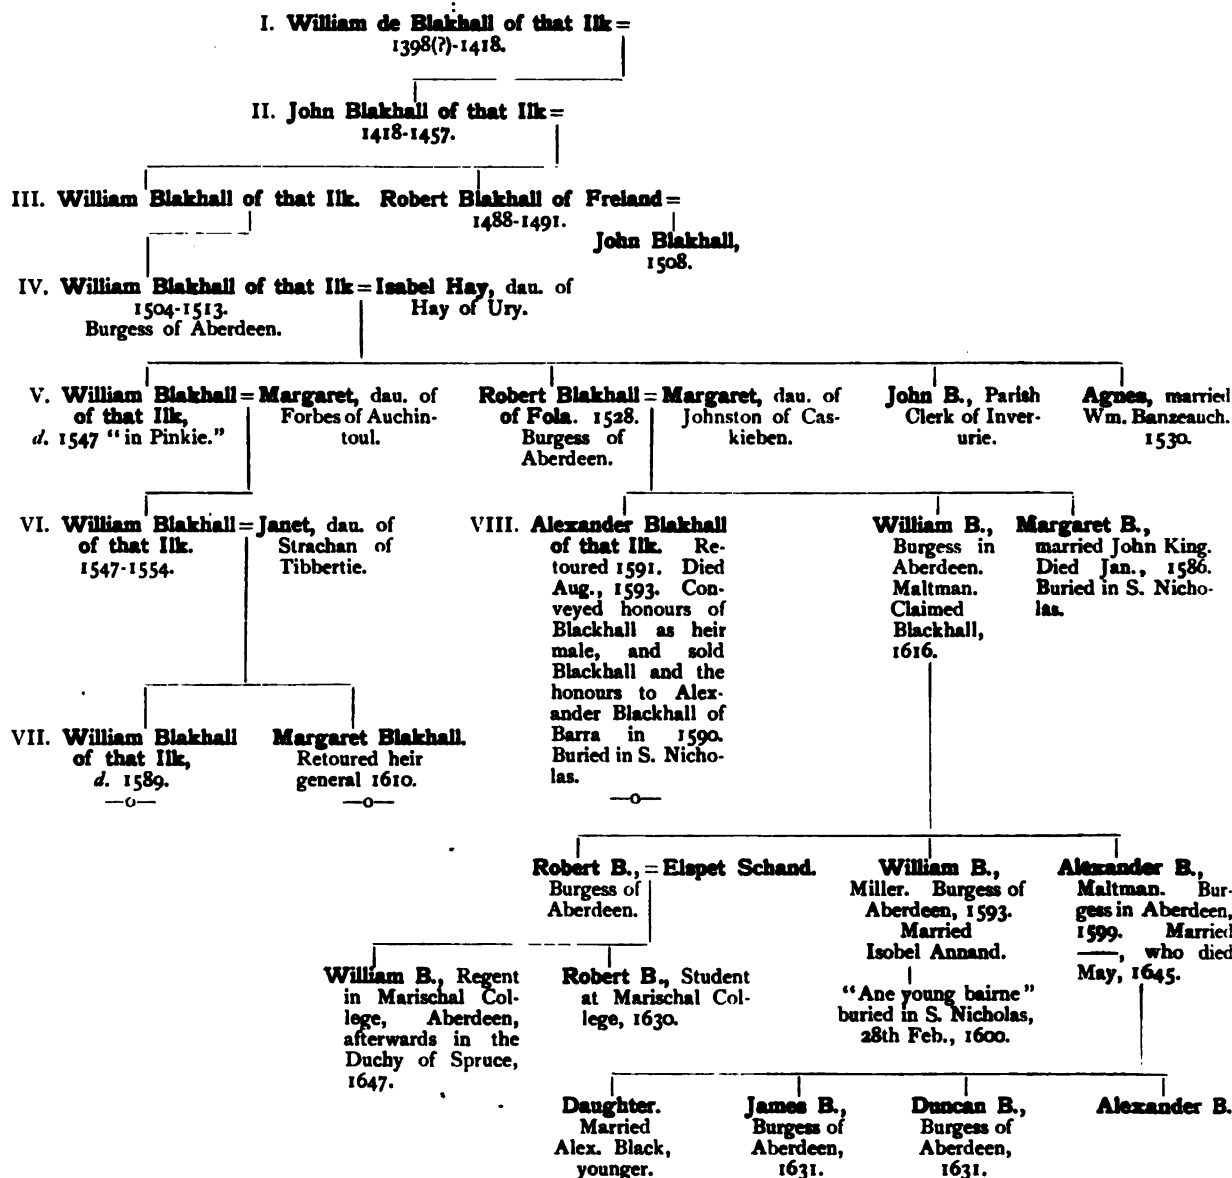 I. William de Blakhall of that Ilk =
1398(?)-1418.
II. John Blakhall of that Ilk =
1418-1457.
III. William Blakhall of that Ilk.
Robert Blakhall of Freland =
1488-1491.
John Blakhall,
1508.
IV. William Blakhall of that Ilk = Isabel Hay, dau. of
1504-1513.
Burgess of Aberdeen.
Hay of Ury.
V. William Blakhall =
of that Ilk,
d. 1547 "in Pinkie."
Margaret, dau. of
Forbes of Auchin-
toul.
Robert Blakhall =
of Fola. 1528.
Burgess of
Aberdeen.
Margaret, dau. of
Johnston of Cas-
kieben.
John B., Parish
Clerk of Inver-
urie.
Agnes, married
Wm. Banzeauch.
1530.
VI. William Blakhall =
of that Ilk.
1547-1554.
Janet, dau. of
Strachan of
Tibbertie.
VIII. Alexander Blakhall
of that Ilk. Re-
toured 1591. Died
Aug., 1593. Con-
veyed honours of
Blackhall as heir
male, and sold
Blackhall and the
honours to Alex-
ander Blackhall of
Barra in 1590.
Buried in S. Nicho-
las.
William B.,
Burgess in
Aberdeen.
Maltman.
Claimed
Blackhall,
1616.
Margaret B.,
married John King.
Died Jan., 1586.
Buried in S. Nicho-
las.
VII. William Blakhall
of that Ilk,
d. 1589.
Margaret Blakhall.
Retoured heir
general 1610.
Robert B., =
Burgess of
Aberdeen.
Elspet Schand.
William B.,
Miller. Burgess of
Aberdeen, 1593.
Married
Isobel Annand.
Alexander B.,
Maltman. Bur-
gess in Aberdeen,
1599. Married
——, who died
May, 1645.
William B., Regent
in Marischal Col-
lege, Aberdeen,
afterwards in the
Duchy of Spruce,
1647.
Robert B., Student
at Marischal Col-
lege, 1630.
"Ane young bairne"
buried in S. Nicholas,
28th Feb., 1600.
Daughter.
Married
Alex. Black,
younger.
James B.,
Burgess of
Aberdeen,
1631.
Duncan B.,
Burgess of
Aberdeen,
1631.
Alexander B.